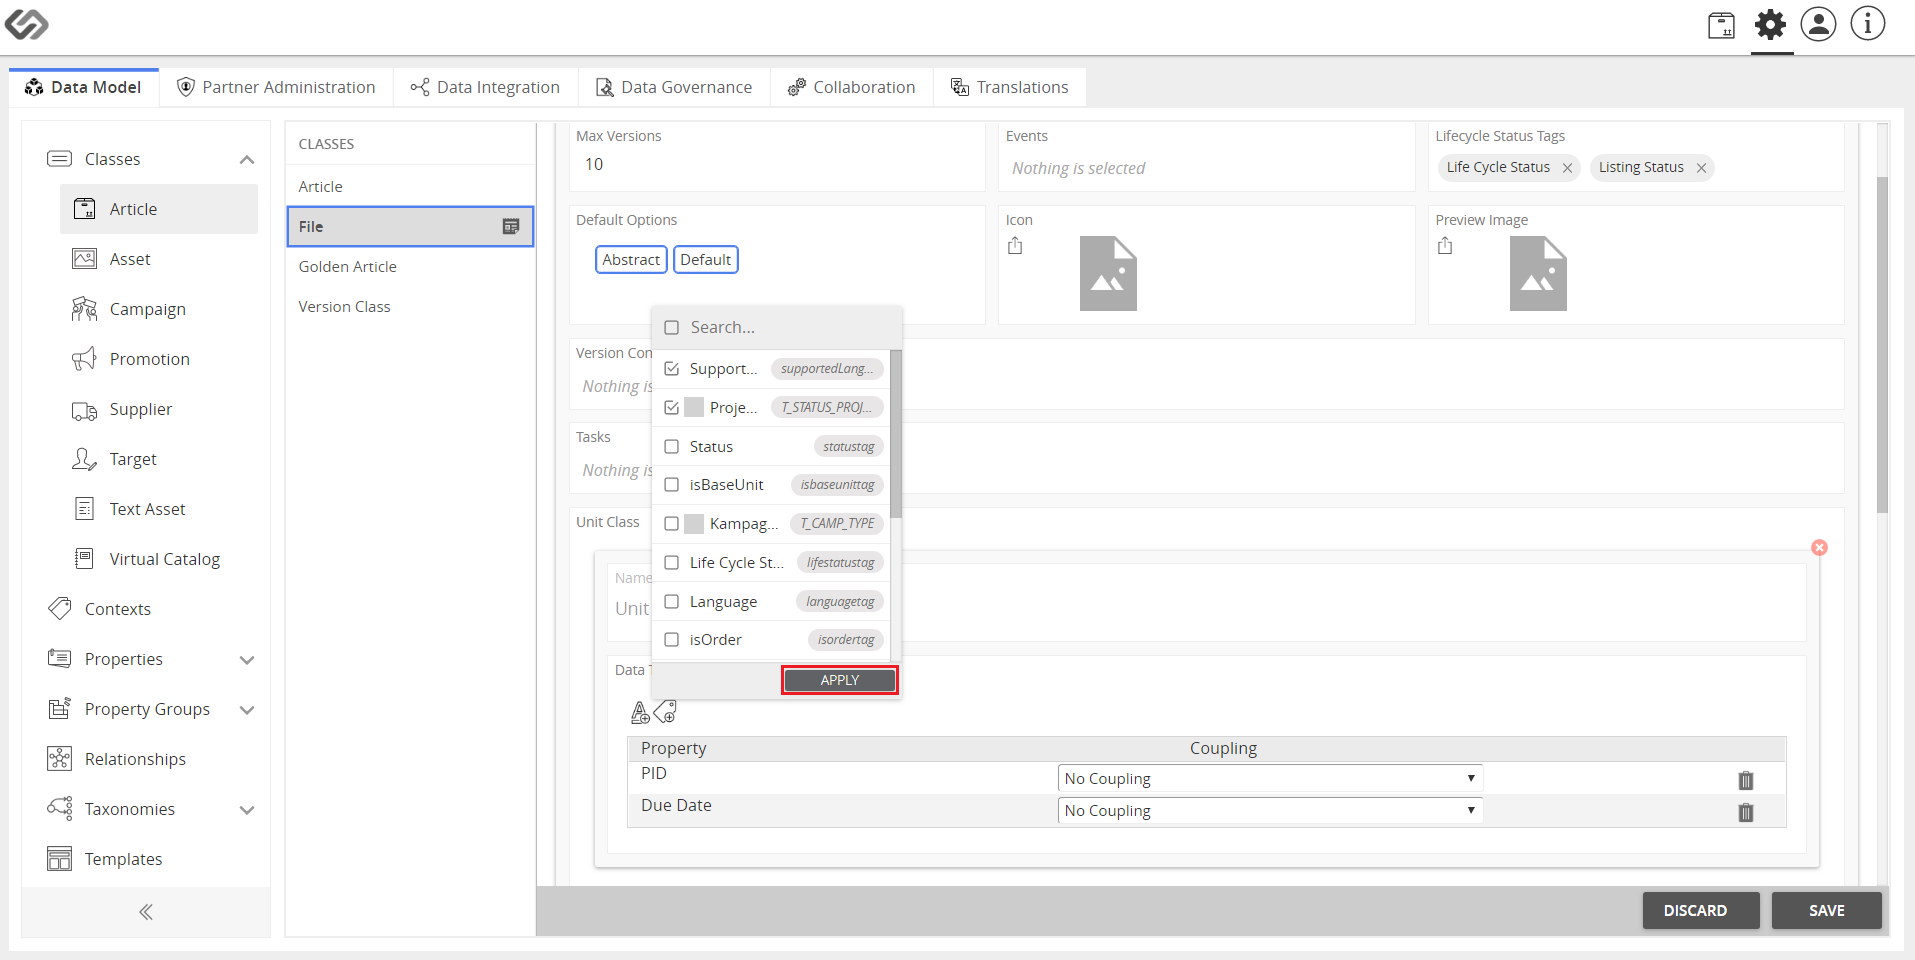 Data Model
Partner Administration
Data Integration
Data Governance
Collaboration
Translations
Classes
Article
Asset
Campaign
Promotion
Supplier
Target
Text Asset
Virtual Catalog
Contexts
Properties
Property Groups
Relationships
Taxonomies
Templates
CLASSES
Article
File
Golden Article
Version Class
Max Versions
10
Events
Nothing is selected
Lifecycle Status Tags
Life Cycle Status
Listing Status
Default Options
Abstract
Default
Icon
Preview Image
Version Con
Nothing is
Tasks
Nothing is
Unit Class
Name
Unit
Data T
Search...
Support... supportedLang...
Proje... T_STATUS_PROJ...
Status statustag
isBaseUnit isbaseunittag
Kampag... T_CAMP_TYPE
Life Cycle St... lifestatustag
Language languagetag
isOrder isordertag
APPLY
Property Coupling
PID No Coupling
Due Date No Coupling
DISCARD
SAVE